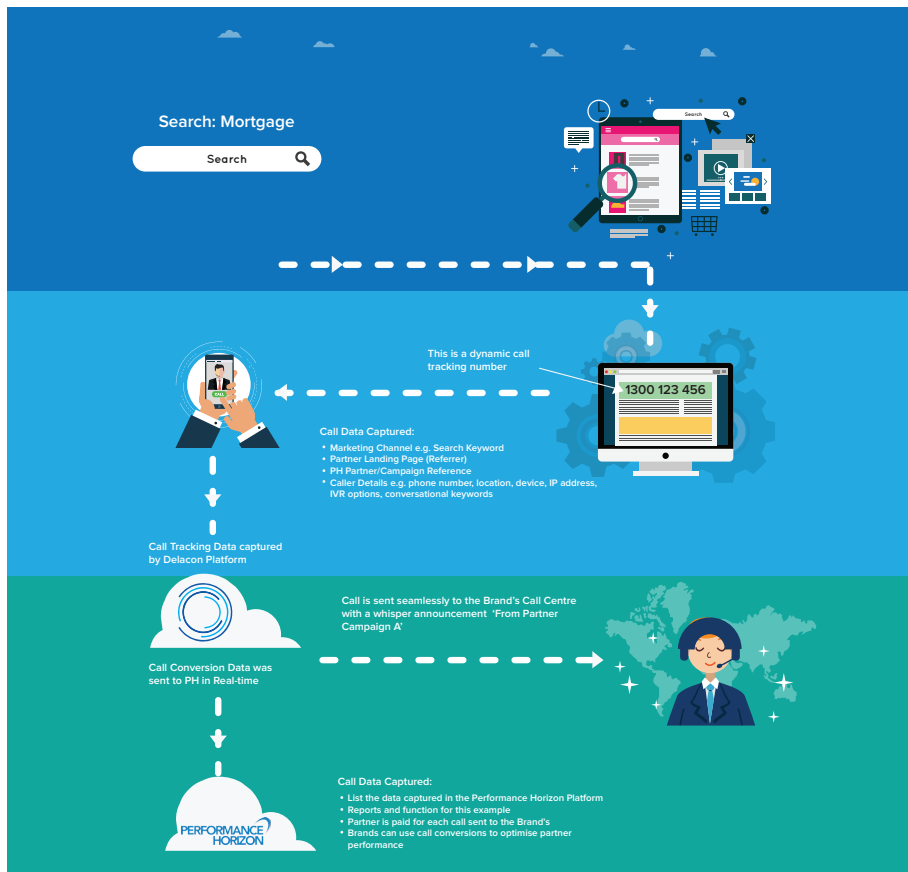 Search: Mortgage
Search
Search
This is a dynamic call
tracking number
1300 123 456
CALL
Call Data Captured:
• Marketing Channel e.g. Search Keyword
• Partner Landing Page (Referrer)
• PH Partner/Campaign Reference
• Caller Details e.g. phone number, location, device, IP address,
IVR options, conversational keywords
Call Tracking Data captured
by Delacon Platform
Call is sent seamlessly to the Brand's Call Centre
with a whisper announcement 'From Partner
Campaign A'
Call Conversion Data was
sent to PH in Real-time
Call Data Captured:
• List the data captured in the Performance Horizon Platform
• Reports and function for this example
• Partner is paid for each call sent to the Brand's
• Brands can use call conversions to optimise partner
performance
PERFORMANCE
HORIZON